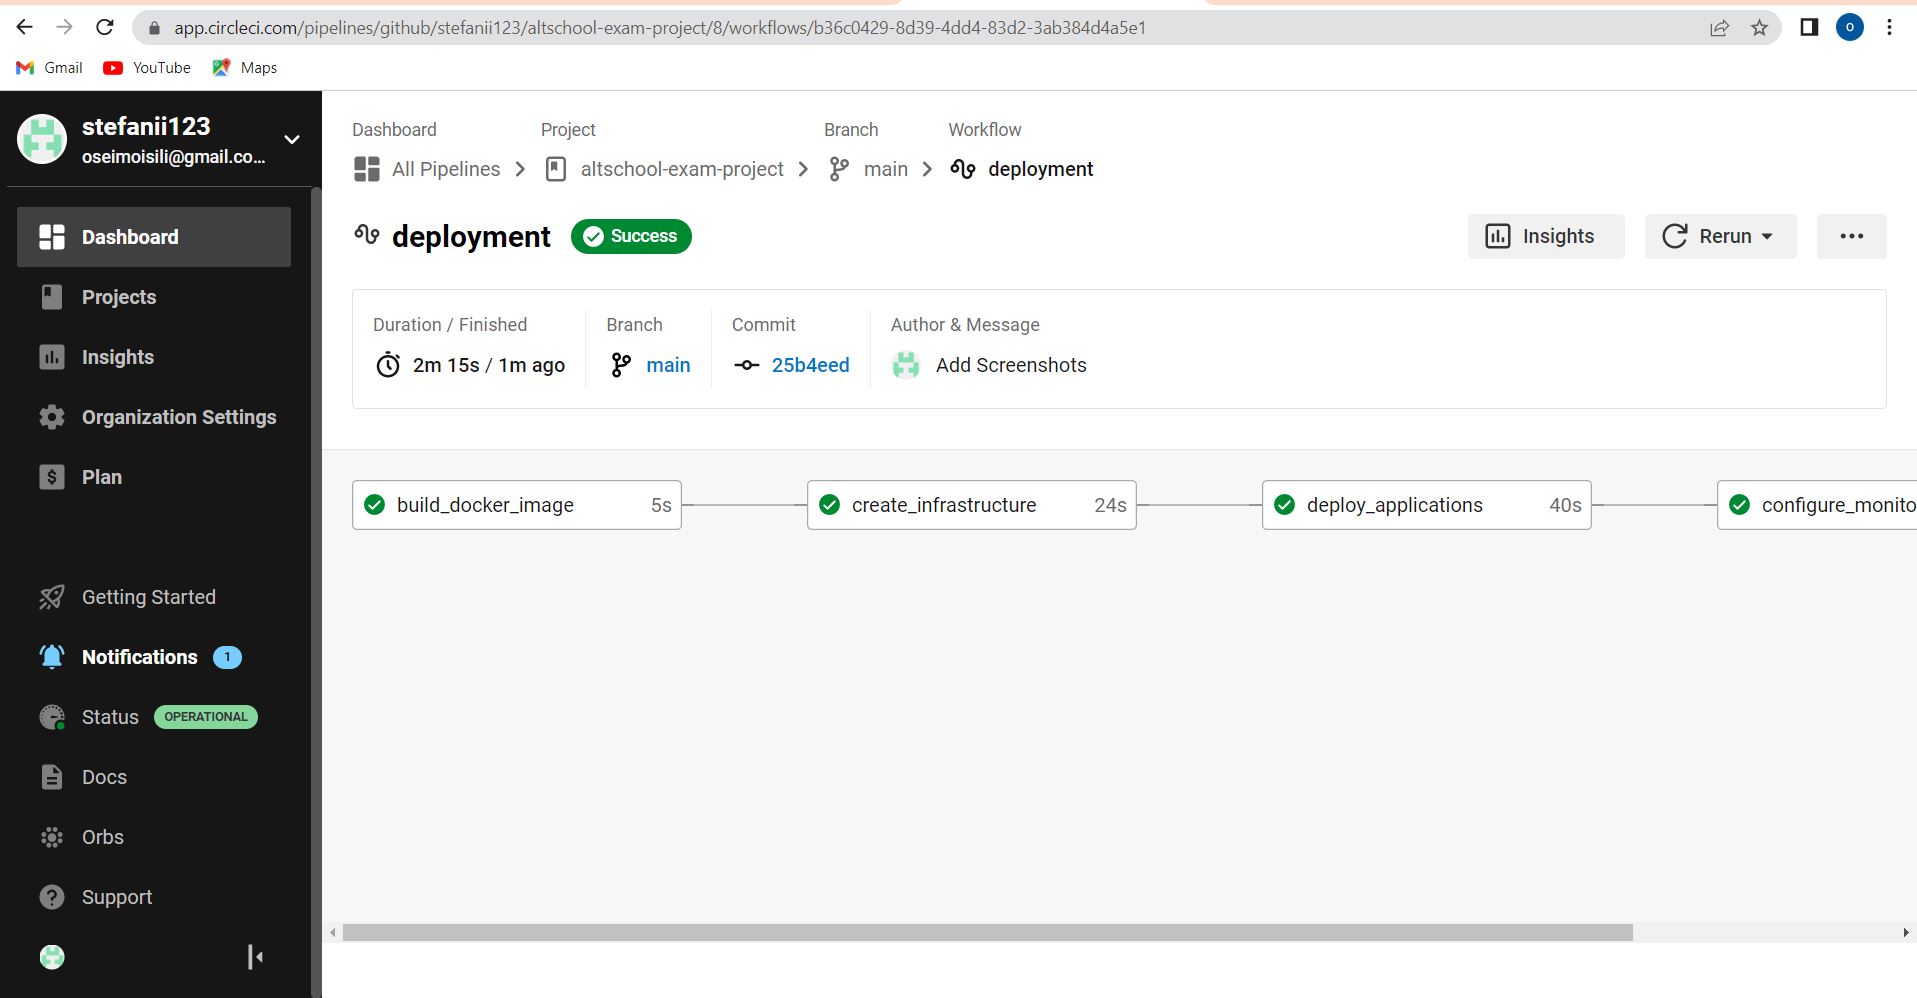 app.circleci.com/pipelines/github/stefanii123/altschool-exam-project/8/workflows/b36c0429-8d39-4dd4-83d2-3ab384d4a5e1
O
Gmail YouTube Maps
stefanii123
oseimoisili@gmail.co...
Dashboard
Projects
Insights
Organization Settings
Plan
Getting Started
Notifications 1
Status OPERATIONAL
Docs
Orbs
Support
Dashboard Project Branch Workflow
All Pipelines altschool-exam-project main deployment
deployment Success
Insights Rerun
Duration / Finished Branch Commit Author & Message
2m 15s / 1m ago main 25b4eed Add Screenshots
build_docker_image 5s create_infrastructure 24s deploy_applications 40s configure_monito